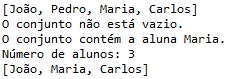 [João, Pedro, Maria, Carlos]
O conjunto não está vazio.
O conjunto contém a aluna Maria.
Número de alunos: 3
[João, Maria, Carlos]